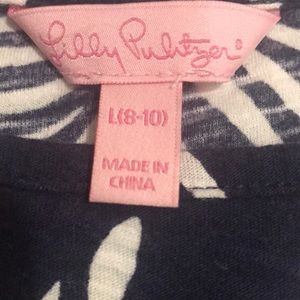 Lilly Pulitzer®
L(8-10)
MADE IN
CHINA